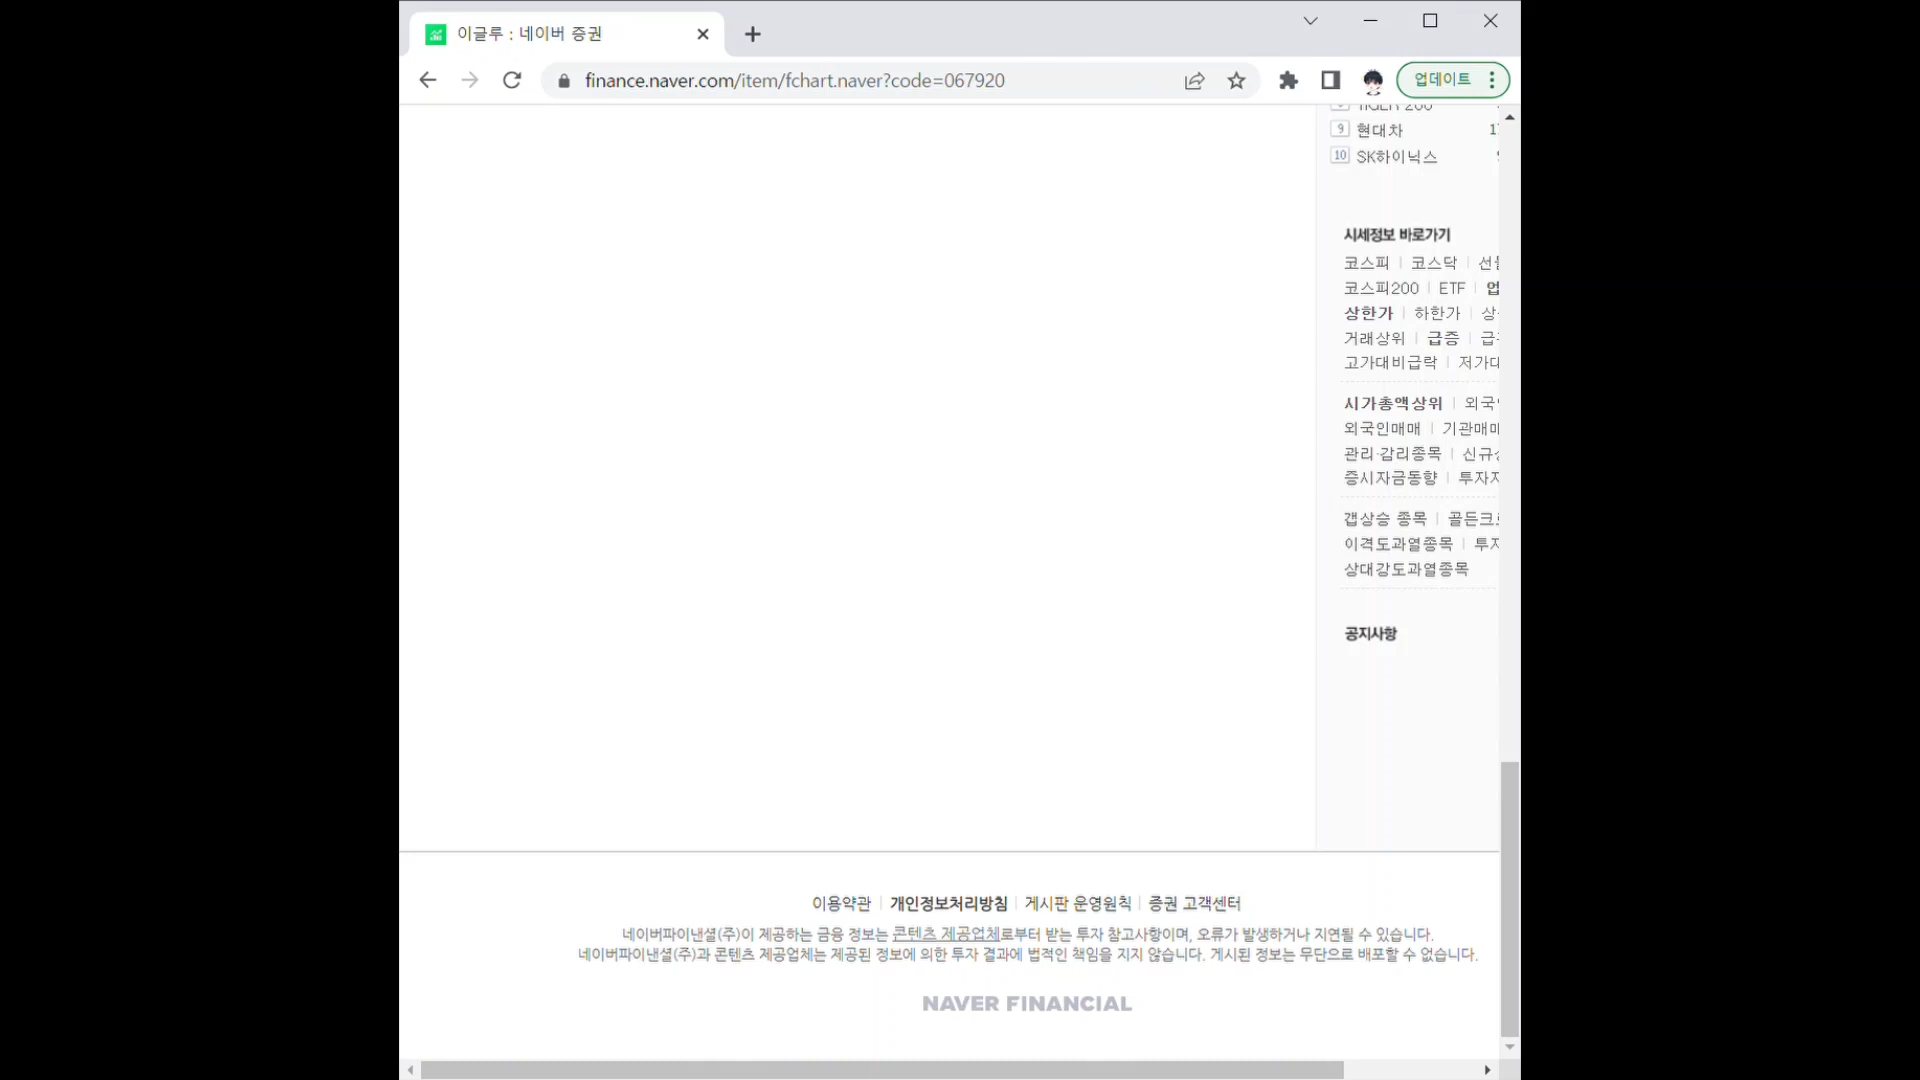 이글루 : 네이버 증권
finance.naver.com/item/fchart.naver?code=067920
업데이트
TIGER 200
9 현대차
10 SK하이닉스
시세정보 바로가기
코스피 | 코스닥 |
코스피200 | ETF |
상한가 | 하한가 |
거래상위 | 급증 |
고가대비급락 |
시가총액상위 |
외국인매매 |
관리·감리종목 |
증시자금동향 |
갭상승 종목 |
이격도과열종목 |
상대강도과열종목
공지사항
이용약관 | 개인정보처리방침 | 게시판 운영원칙 | 증권 고객센터
네이버파이낸셜(주)이 제공하는 금융 정보는 콘텐츠 제공업체로부터 받는 투자 참고사항이며, 오류가 발생하거나 지연될 수 있습니다.
네이버파이낸셜(주)과 콘텐츠 제공업체는 제공된 정보에 의한 투자 결과에 법적인 책임을 지지 않습니다. 게시된 정보는 무단으로 배포할 수 없습니다.
NAVER FINANCIAL